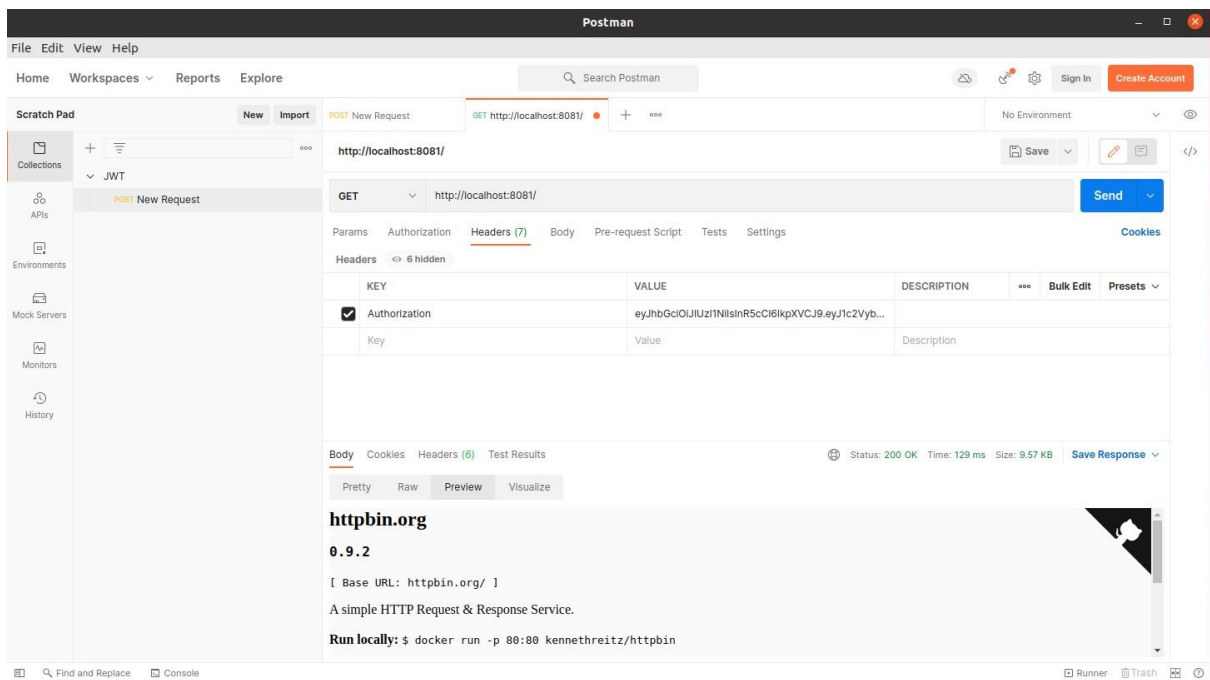 Postman
File Edit View Help
Home Workspaces Reports Explore Search Postman Sign In Create Account
Scratch Pad New Import POST New Request GET http://localhost:8081/ No Environment
Collections
JWT
POST New Request
APIs
Environments
Mock Servers
Monitors
History
http://localhost:8081/ Save
GET http://localhost:8081/ Send
Params Authorization Headers (7) Body Pre-request Script Tests Settings Cookies
Headers 6 hidden
KEY VALUE DESCRIPTION Bulk Edit Presets
Authorization eyJhbGciOiJIUzI1NiIsInR5cCI6IkpXVCJ9.eyJ1c2Vyb...
Key Value Description
Body Cookies Headers (6) Test Results Status: 200 OK Time: 129 ms Size: 9.57 KB Save Response
Pretty Raw Preview Visualize
httpbin.org
0.9.2
[ Base URL: httpbin.org/ ]
A simple HTTP Request & Response Service.
Run locally: $ docker run -p 80:80 kennethreitz/httpbin
Find and Replace Console Runner Trash